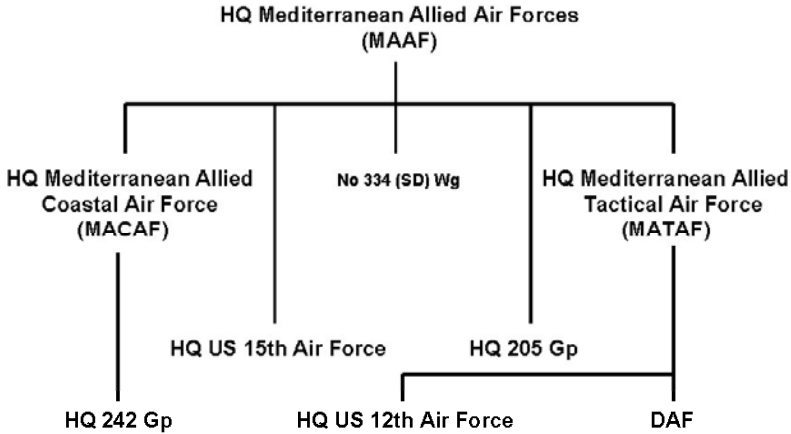 HQ Mediterranean Allied Air Forces
(MAAF)
HQ Mediterranean Allied
Coastal Air Force
(MACAF)
No 334 (SD) Wg
HQ Mediterranean Allied
Tactical Air Force
(MATAF)
HQ US 15th Air Force
HQ 205 Gp
HQ 242 Gp
HQ US 12th Air Force
DAF